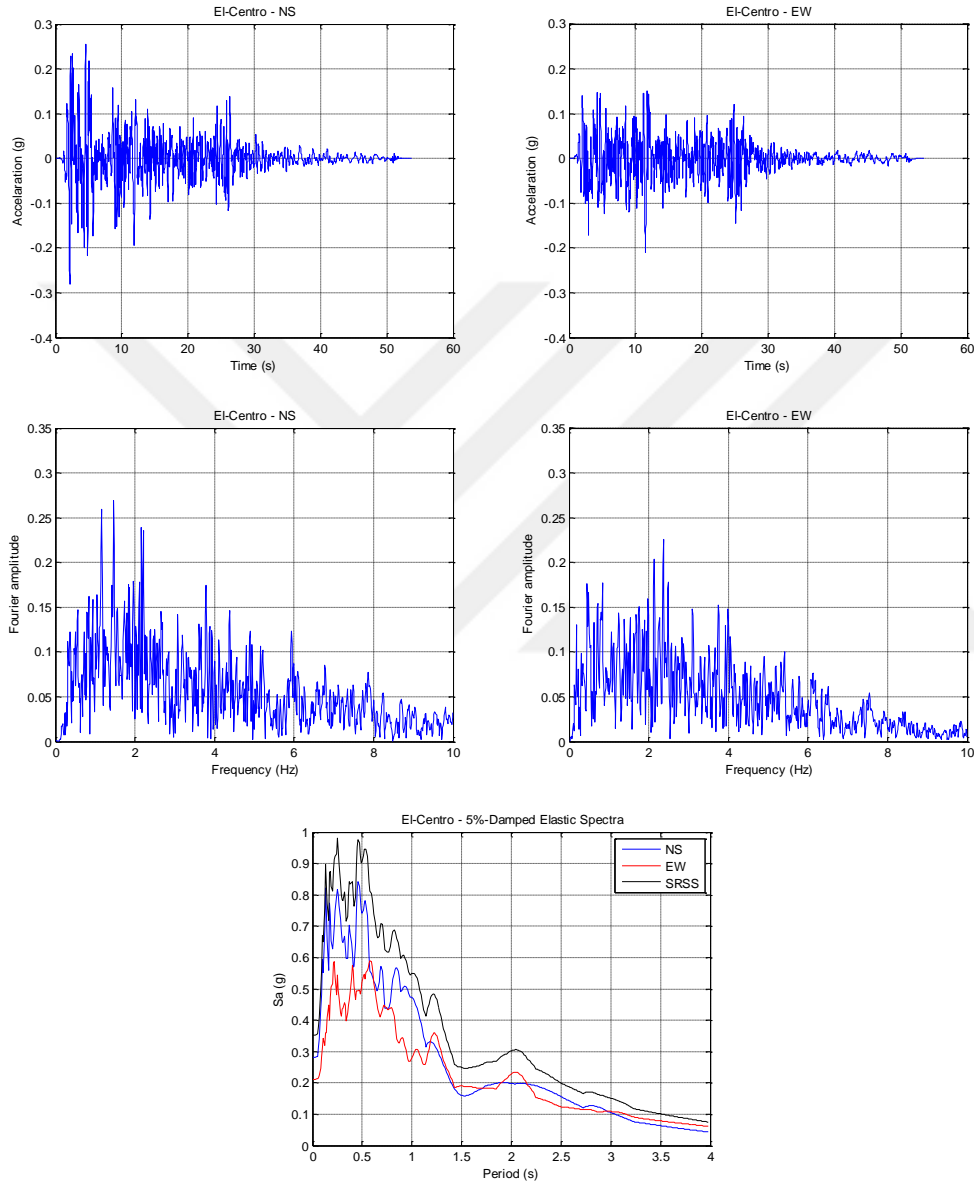 El-Centro - NS
0.3
0.2
0.1
0
-0.1
-0.2
-0.3
-0.4
Accelaration (g)
0 10 20 30 40 50 60
Time (s)
El-Centro - EW
0.3
0.2
0.1
0
-0.1
-0.2
-0.3
-0.4
Accelaration (g)
0 10 20 30 40 50 60
Time (s)
El-Centro - NS
0.35
0.3
0.25
0.2
0.15
0.1
0.05
0
Fourier amplitude
0 2 4 6 8 10
Frequency (Hz)
El-Centro - EW
0.35
0.3
0.25
0.2
0.15
0.1
0.05
0
Fourier amplitude
0 2 4 6 8 10
Frequency (Hz)
El-Centro - 5%-Damped Elastic Spectra
1
0.9
0.8
0.7
0.6
0.5
0.4
0.3
0.2
0.1
0
Sa (g)
NS
EW
SRSS
0 0.5 1 1.5 2 2.5 3 3.5 4
Period (s)